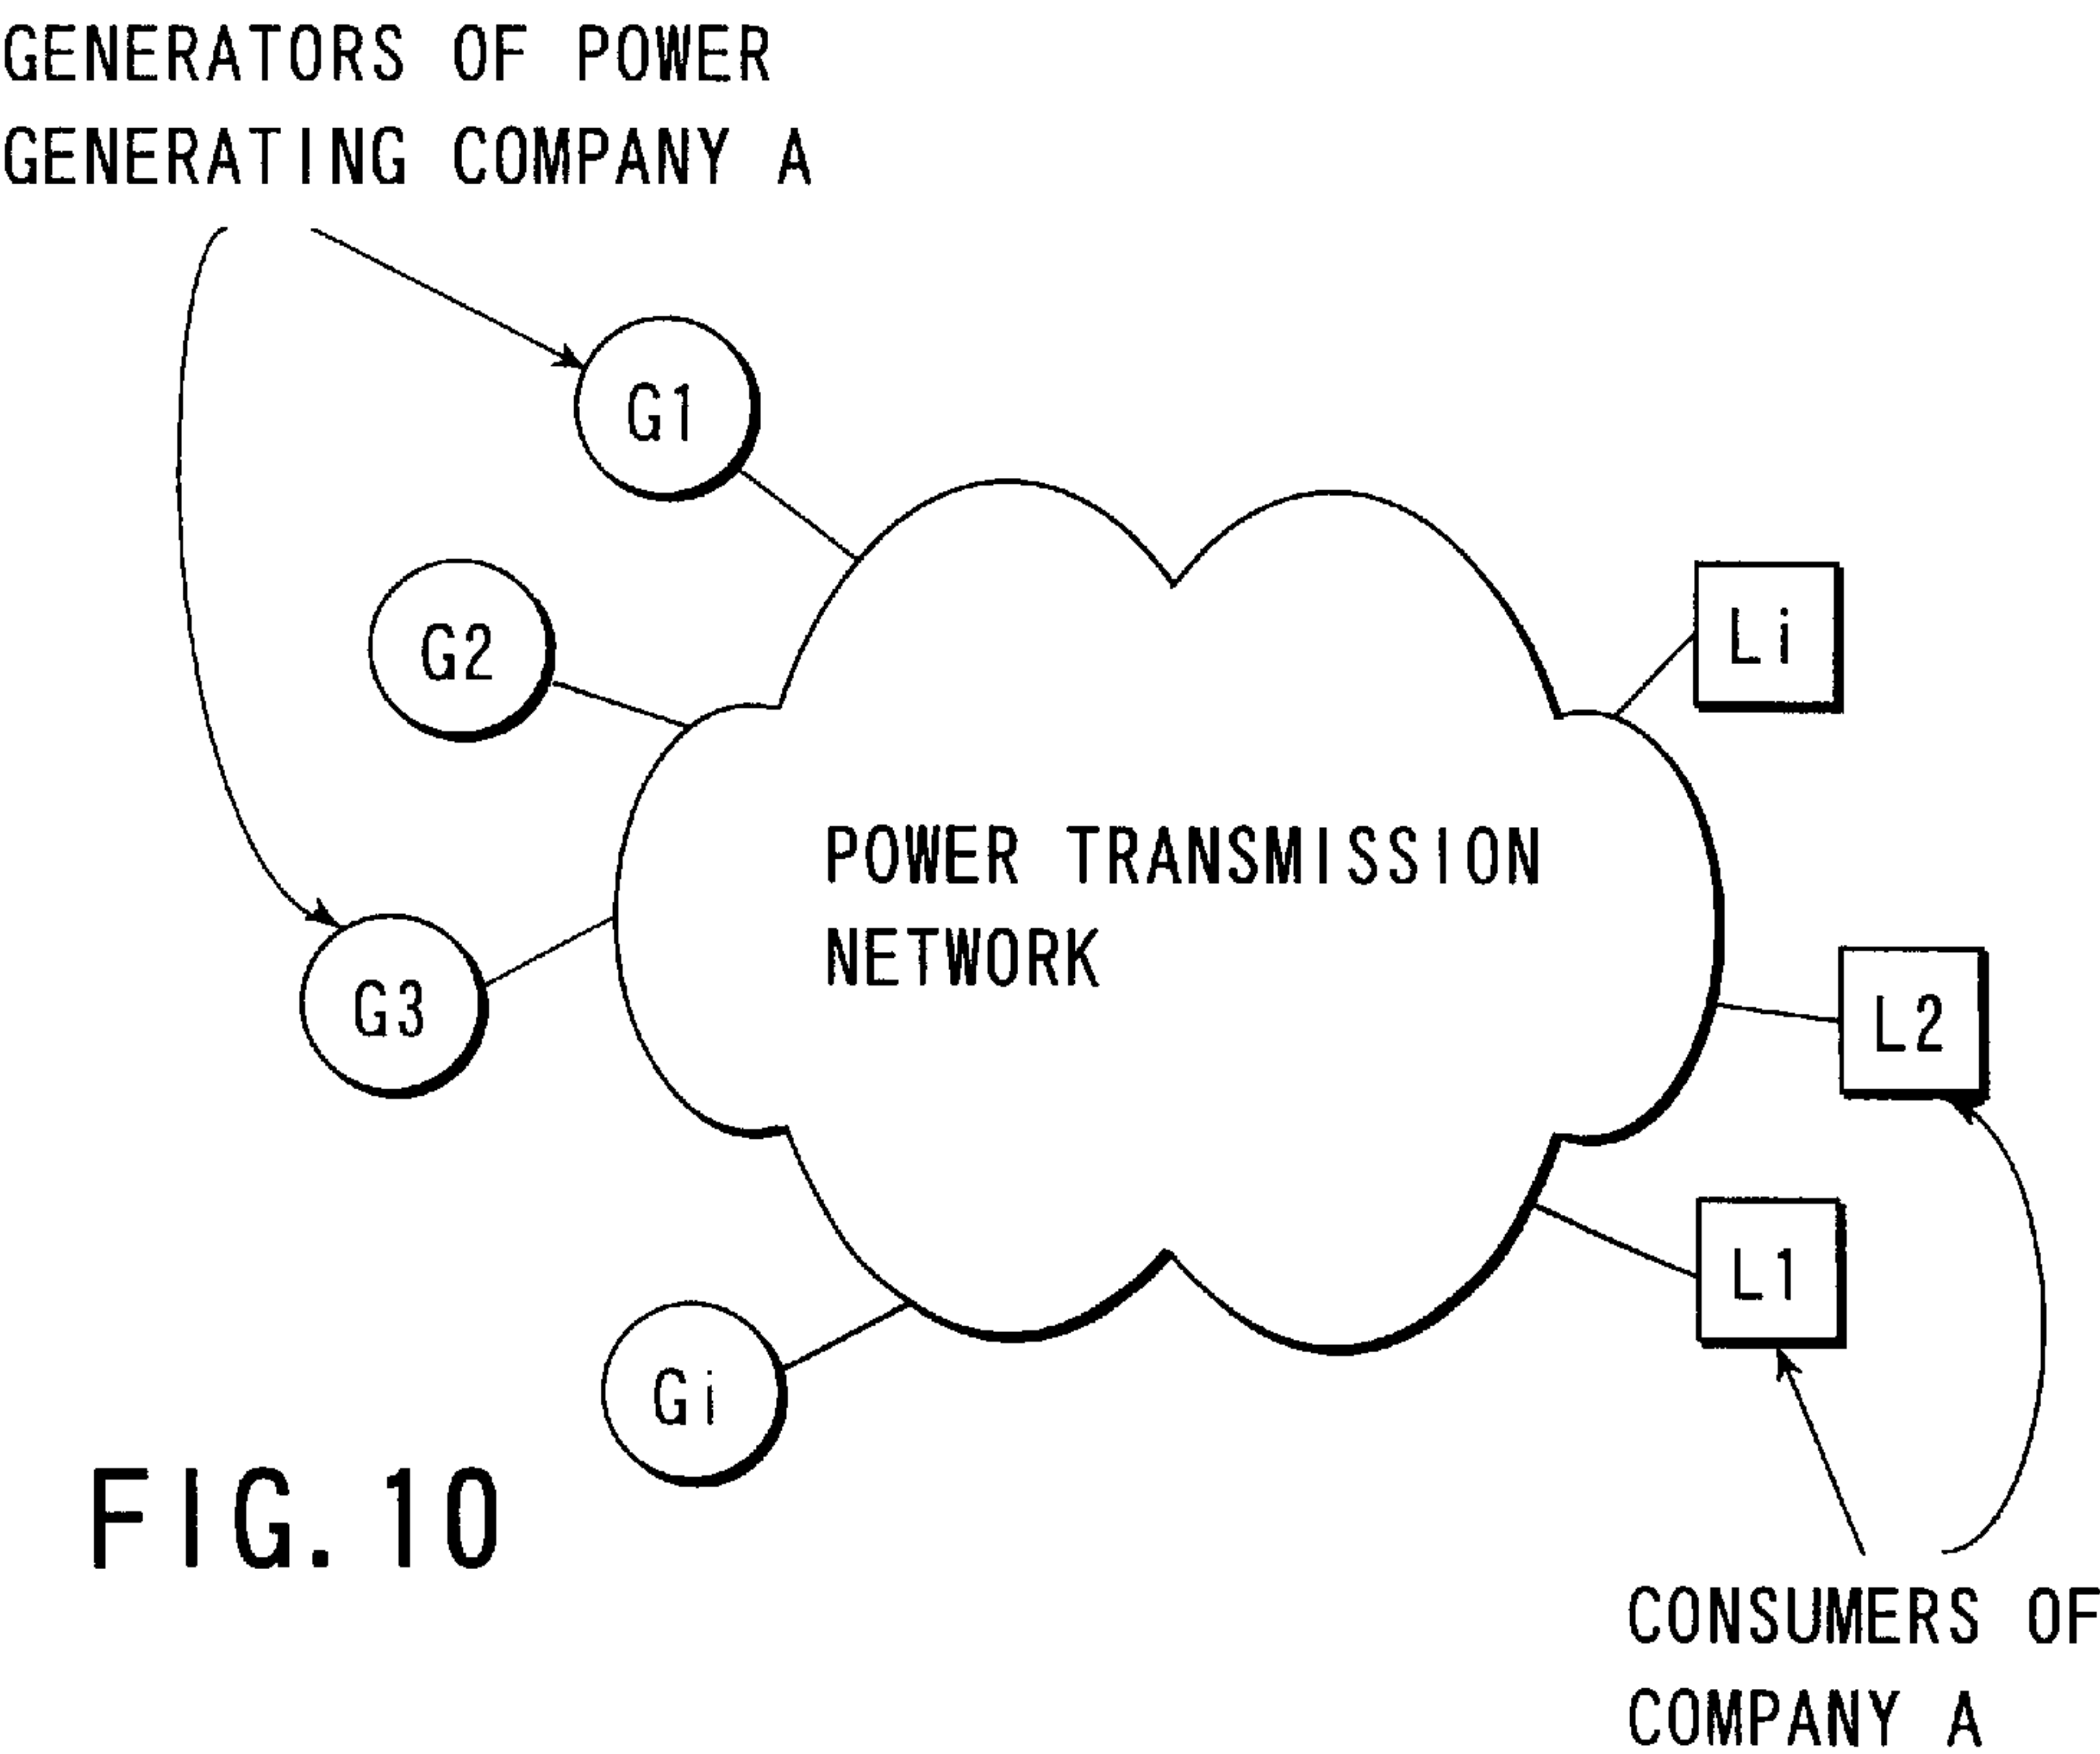 GENERATORS OF POWER
GENERATING COMPANY A
G1
G2
Li
POWER TRANSMISSION
NETWORK
G3
L2
L1
Gi
FIG. 10
CONSUMERS OF
COMPANY A